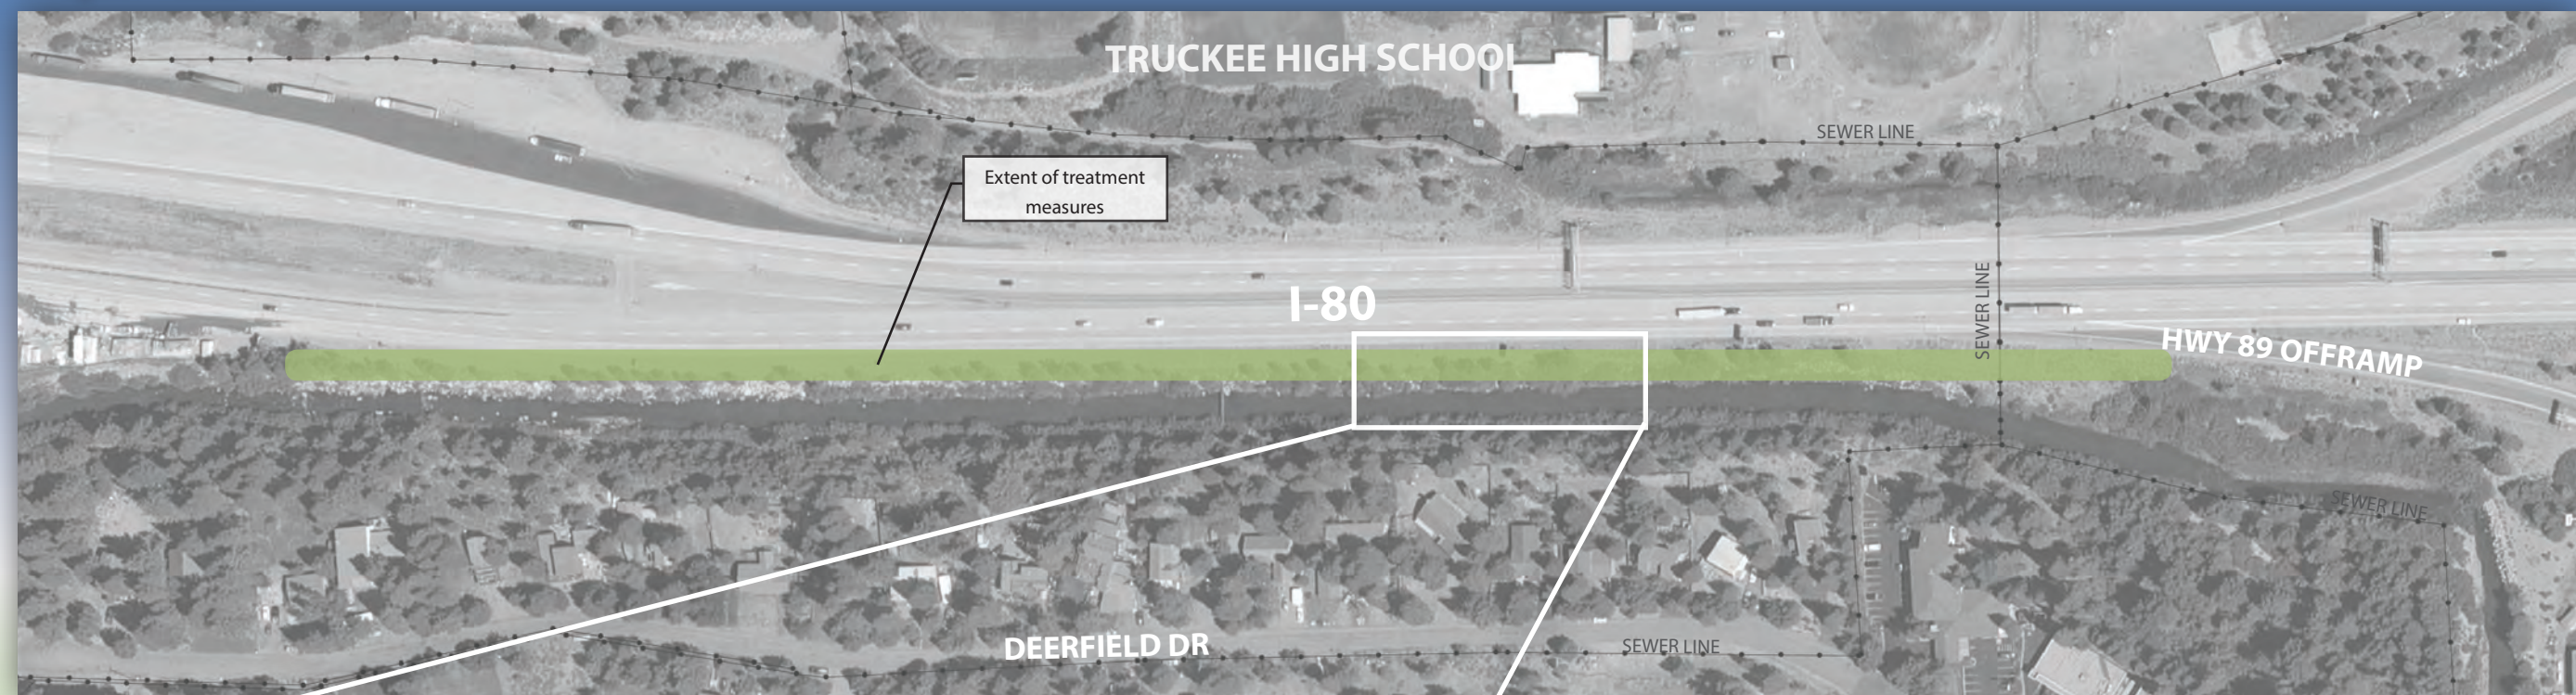 TRUCKEE HIGH SCHOOL
SEWER LINE
Extent of treatment
measures
SEWER LINE
I-80
HWY 89 OFFRAMP
SEWER LINE
DEERFIELD DR
SEWER LINE